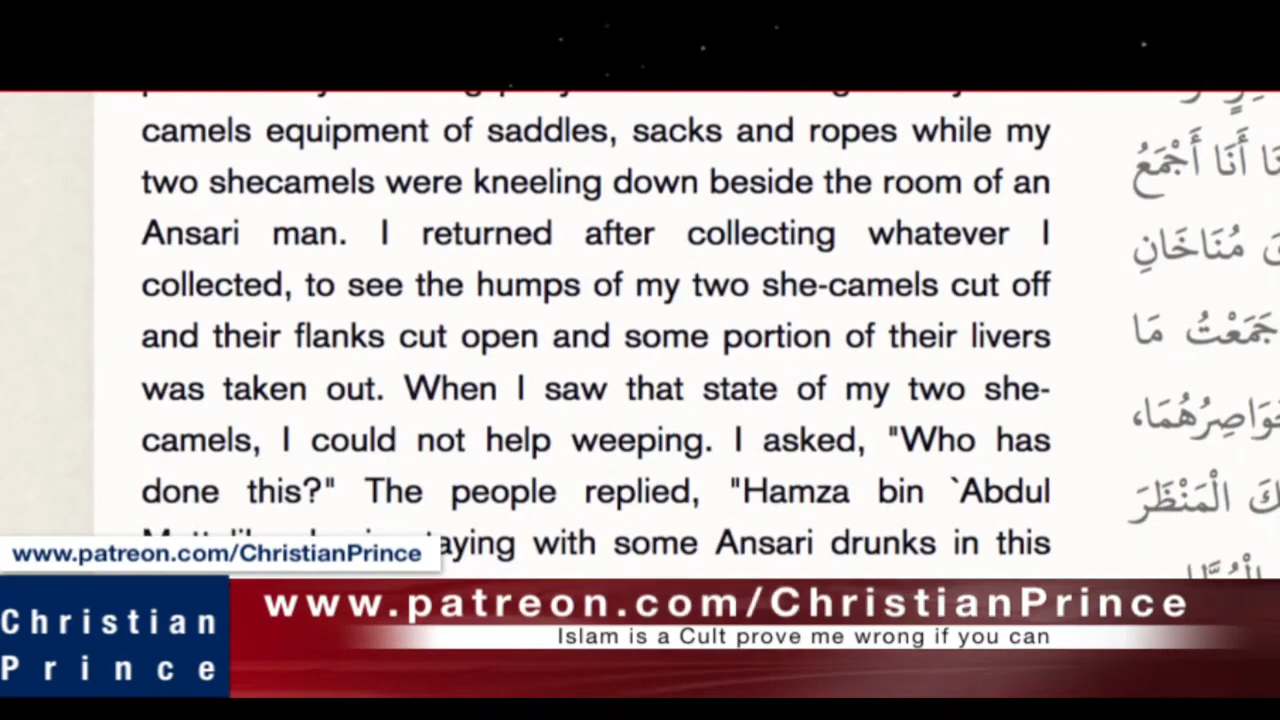 camels equipment of saddles, sacks and ropes while my
two shecamels were kneeling down beside the room of an
Ansari man. I returned after collecting whatever I
collected, to see the humps of my two she-camels cut off
and their flanks cut open and some portion of their livers
was taken out. When I saw that state of my two she-
camels, I could not help weeping. I asked, "Who has
done this?" The people replied, "Hamza bin `Abdul
with some Ansari drunks in this
أَنَا أَجْمَعُ
مُنَاخَانِ
جَمَعْتُ مَا
الْمَنْظَرَ
www.patreon.com/ChristianPrince
Christian
Prince
www.patreon.com/ChristianPrince
Islam is a Cult prove me wrong if you can